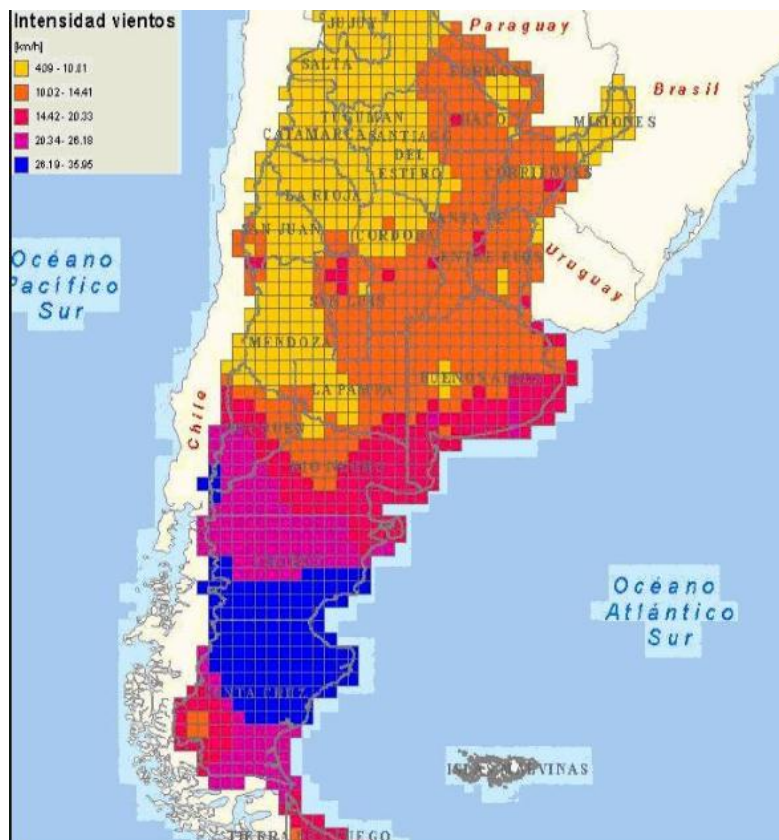 Intensidad vientos
[km/h]
4.09 - 10.01
10.02 - 14.41
14.42 - 20.33
20.34 - 26.18
26.19 - 35.95
JUJUY
Paraguay
SALTA
FORMOSA
Brasil
TUCUMAN
CHACO
MISIONES
CATAMARCA
SANTIAGO
DEL
ESTERO
CORRIENTES
LA RIOJA
SANTA FE
SAN JUAN
CORDOBA
ENTRE RIOS
Uruguay
Océano
Pacífico
Sur
SAN LUIS
MENDOZA
BUENOS AIRES
LA PAMPA
Chile
NEUQUEN
RIO NEGRO
CHUBUT
Océano
Atlántico
Sur
SANTA CRUZ
ISLAS MALVINAS
TIERRA DEL FUEGO